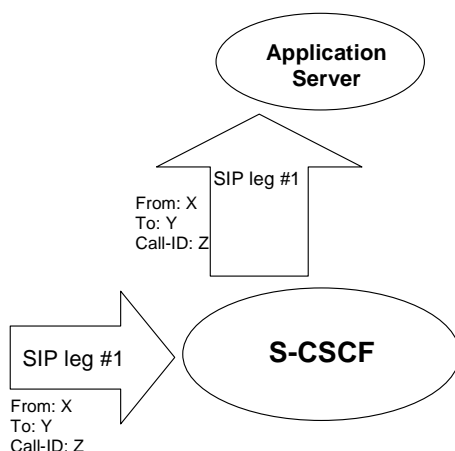 Application
Server
SIP leg #1
From: X
To: Y
Call-ID: Z
S-CSCF
SIP leg #1
From: X
To: Y
Call-ID: Z